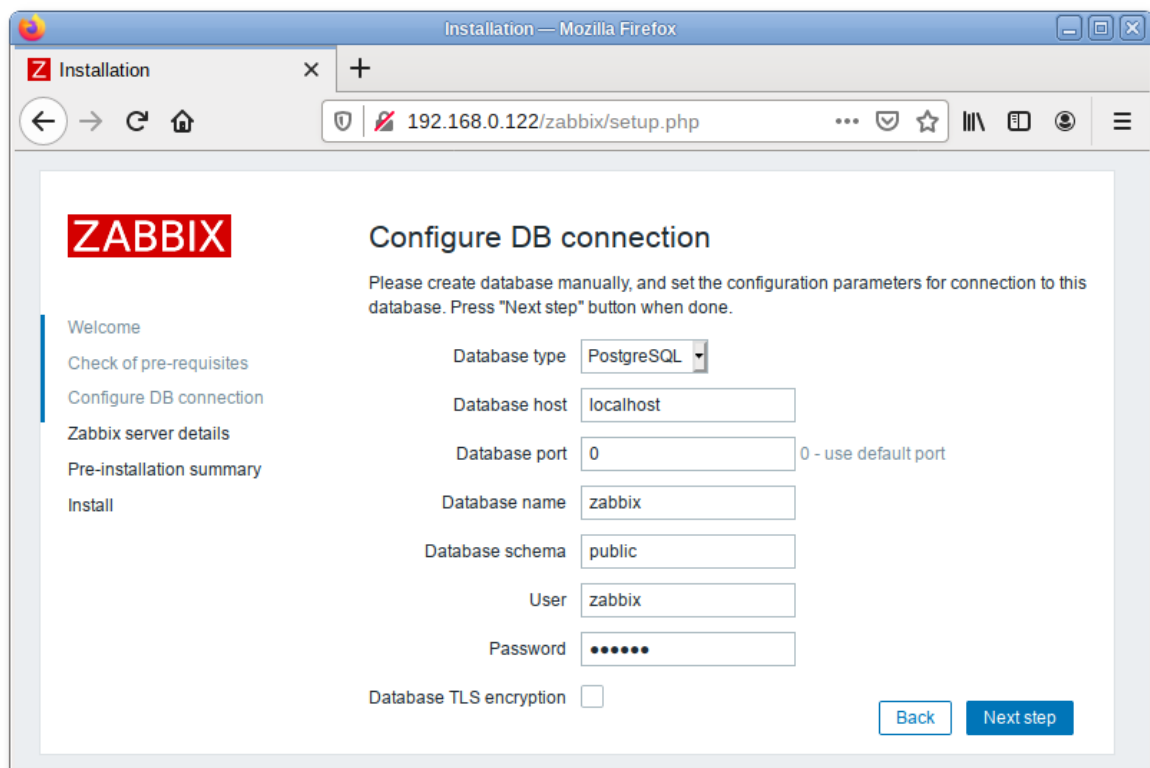 Installation — Mozilla Firefox
Z Installation
192.168.0.122/zabbix/setup.php
ZABBIX
Welcome
Check of pre-requisites
Configure DB connection
Zabbix server details
Pre-installation summary
Install
Configure DB connection
Please create database manually, and set the configuration parameters for connection to this
database. Press "Next step" button when done.
Database type PostgreSQL
Database host localhost
Database port 0 0 - use default port
Database name zabbix
Database schema public
User zabbix
Password ••••••
Database TLS encryption
Back Next step